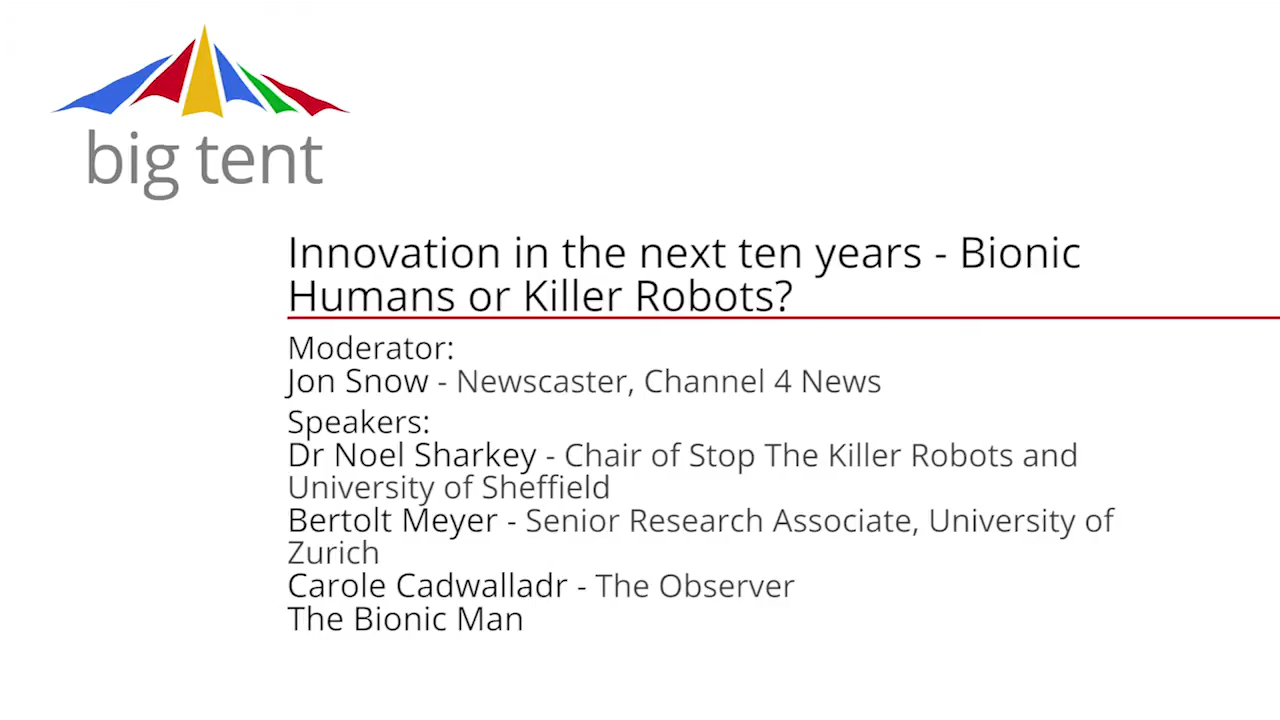 big tent
Innovation in the next ten years - Bionic
Humans or Killer Robots?
Moderator:
Jon Snow - Newscaster, Channel 4 News
Speakers:
Dr Noel Sharkey - Chair of Stop The Killer Robots and
University of Sheffield
Bertolt Meyer - Senior Research Associate, University of
Zurich
Carole Cadwalladr - The Observer
The Bionic Man